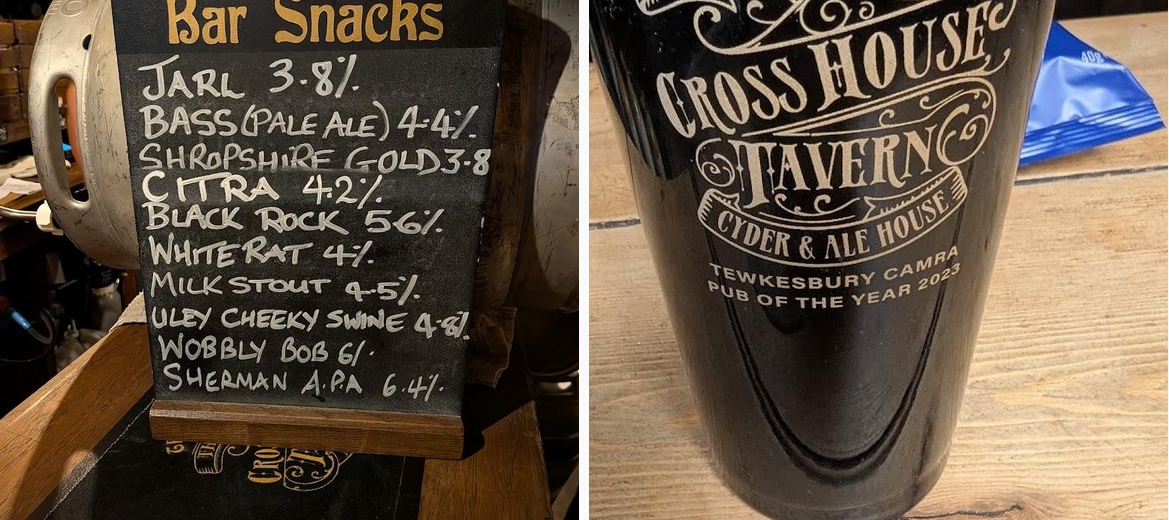 Bar Snacks
JARL 3.8%
BASS (PALE ALE) 4.4%
SHROPSHIRE GOLD 3.8
CITRA 4.2%
BLACK ROCK 5.6%
WHITE RAT 4%
MILK STOUT 4.5%
ULEY CHEEKY SWINE 4.8%
WOBBLY BOB 6%
SHERMAN A.P.A 6.4%
CROSS HOUSE
TAVERN
CYDER & ALE HOUSE
TEWKESBURY CAMRA
PUB OF THE YEAR 2023
40g